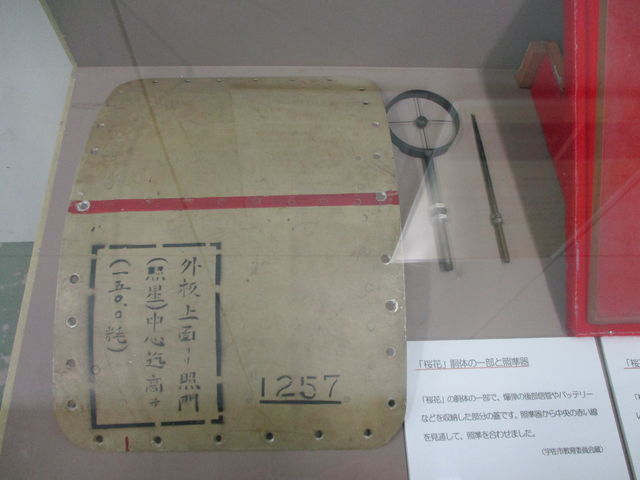 外板上面ヨリ照門
(照星)中心迄高サ
(一五〇.〇粍)
1257
「桜花」胴体の一部と照準器
「桜花」の胴体の一部で、爆弾の後部信管やバッテリー
などを収納した部分の蓋です。照準器から中央の赤い線
を見通して、照準を合わせました。
(宇佐市教育委員会蔵)
「桜